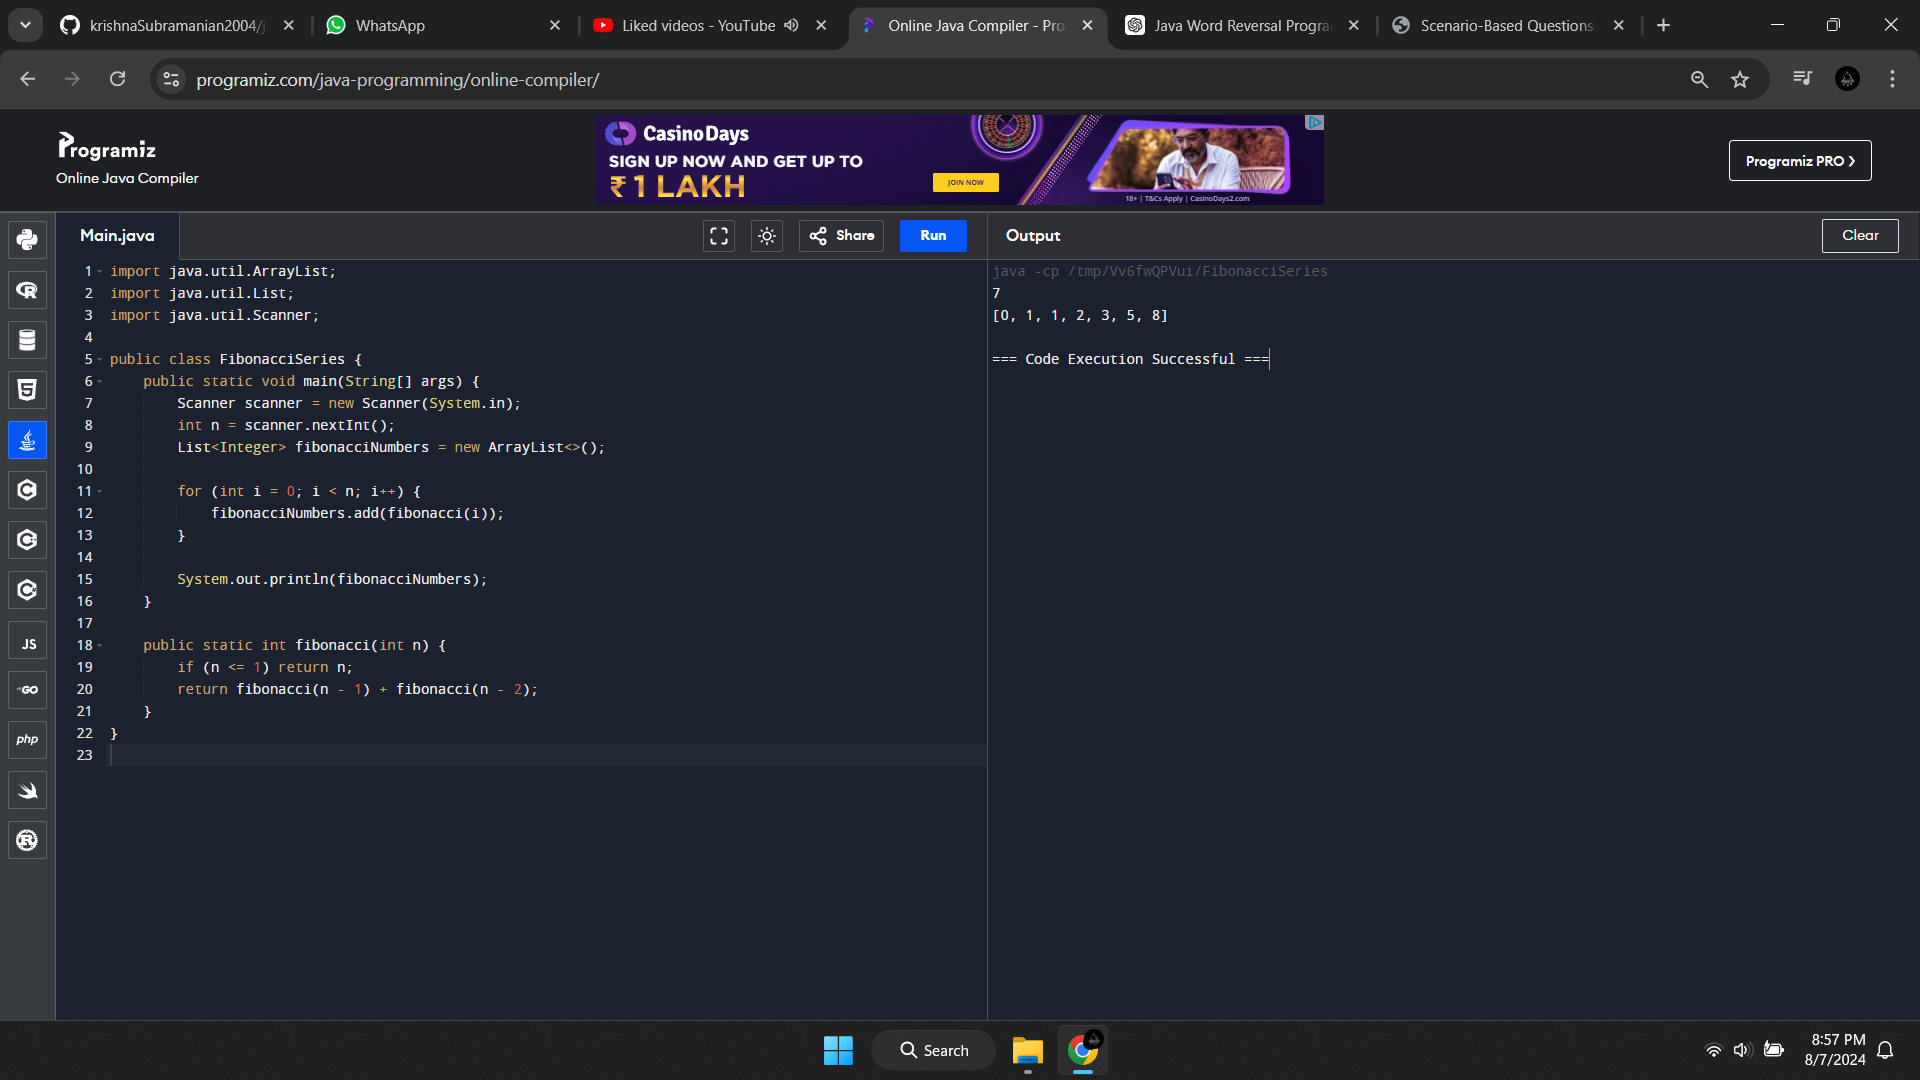 krishnaSubramanian2004/j
WhatsApp
Liked videos - YouTube
Online Java Compiler - Pro
Java Word Reversal Progra
Scenario-Based Questions
programiz.com/java-programming/online-compiler/
Programiz
Online Java Compiler
CasinoDays
SIGN UP NOW AND GET UP TO
₹ 1 LAKH
JOIN NOW
18+ | T&Cs Apply | CasinoDays2.com
Programiz PRO >
Main.java
Share
Run
Output
Clear
1 import java.util.ArrayList;
2 import java.util.List;
3 import java.util.Scanner;
4
5 public class FibonacciSeries {
6 public static void main(String[] args) {
7 Scanner scanner = new Scanner(System.in);
8 int n = scanner.nextInt();
9 List<Integer> fibonacciNumbers = new ArrayList<>();
10
11 for (int i = 0; i < n; i++) {
12 fibonacciNumbers.add(fibonacci(i));
13 }
14
15 System.out.println(fibonacciNumbers);
16 }
17
18 public static int fibonacci(int n) {
19 if (n <= 1) return n;
20 return fibonacci(n - 1) + fibonacci(n - 2);
21 }
22 }
23
java -cp /tmp/Vv6fwQPVui/FibonacciSeries
7
[0, 1, 1, 2, 3, 5, 8]
=== Code Execution Successful ===
JS
GO
php
Search
8:57 PM
8/7/2024